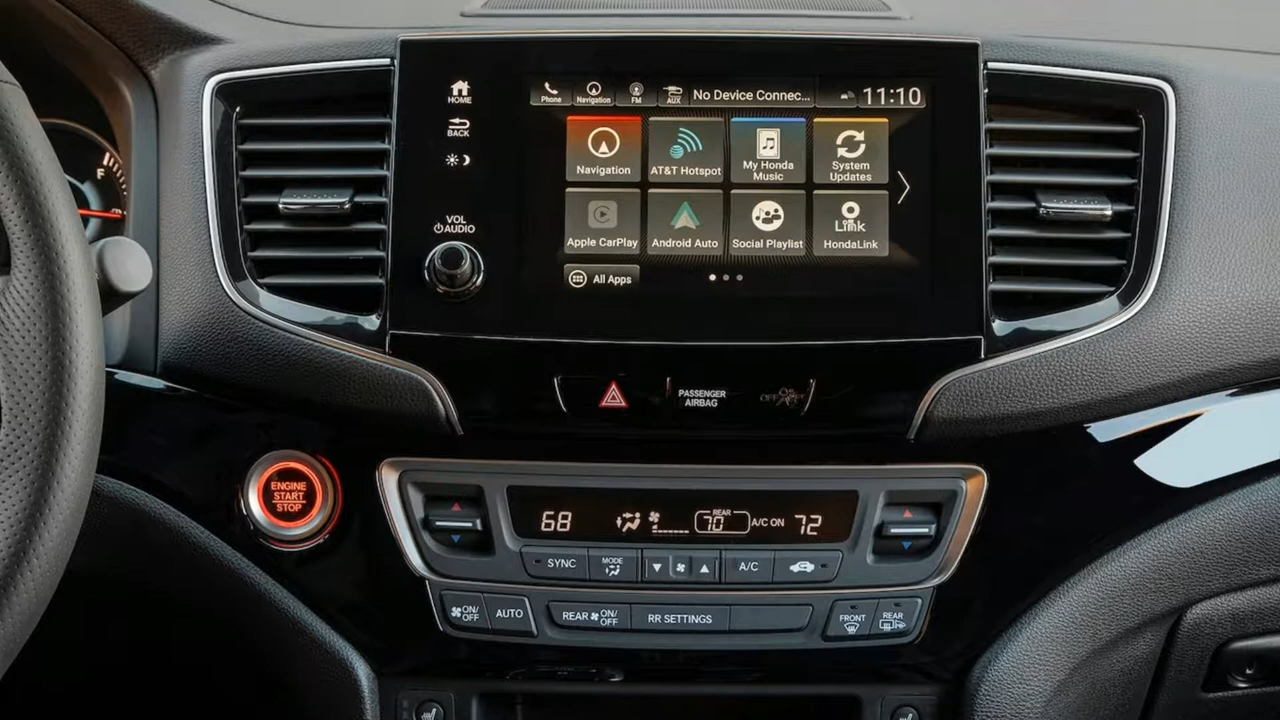 HOME
BACK
VOL
AUDIO
Phone
Navigation
FM
AUX
No Device Connec...
11:10
Navigation
AT&T Hotspot
My Honda
Music
System
Updates
Apple CarPlay
Android Auto
Social Playlist
Link
HondaLink
All Apps
F
PASSENGER
AIRBAG
OFF
ENGINE
START
STOP
68
REAR
70
A/C ON
72
SYNC
MODE
A/C
ON/
OFF
AUTO
REAR
ON/
OFF
RR SETTINGS
FRONT
REAR